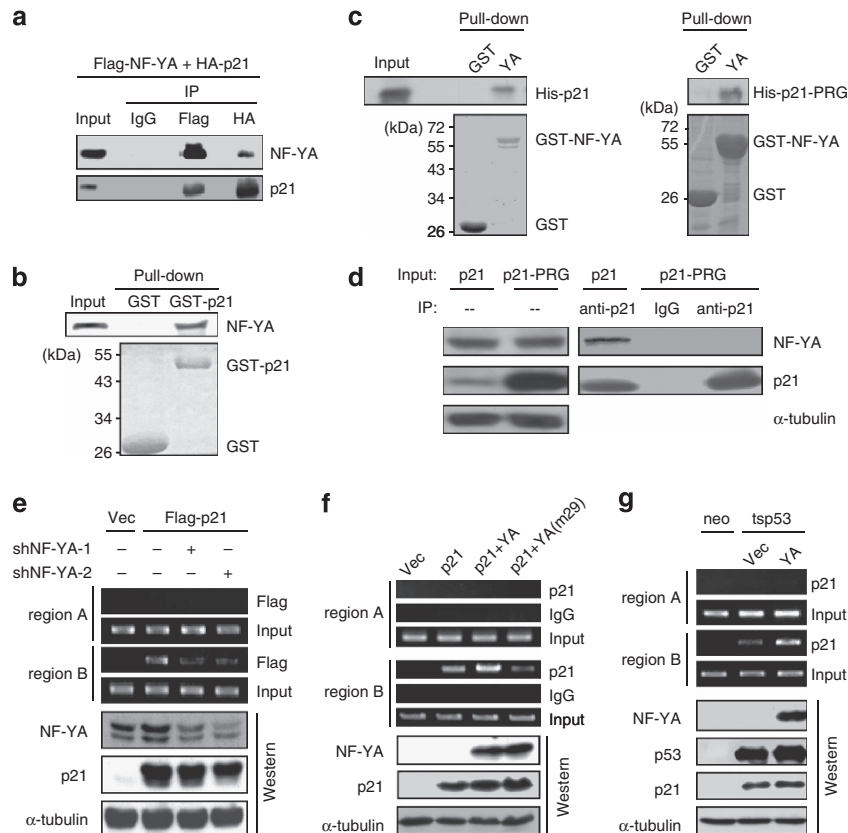 a
Flag-NF-YA + HA-p21
IP
Input IgG Flag HA
NF-YA
p21
b
Pull-down
Input GST GST-p21
NF-YA
(kDa)
55
43
34
26
GST-p21
GST
c
Pull-down
Input GST YA
His-p21
(kDa)
72
55
43
34
26
GST-NF-YA
GST
Pull-down
GST YA
His-p21-PRG
(kDa)
72
55
26
GST-NF-YA
GST
d
Input: p21 p21-PRG p21 p21-PRG
IP: -- -- anti-p21 IgG anti-p21
NF-YA
p21
α-tubulin
e
Vec Flag-p21
shNF-YA-1 – – + –
shNF-YA-2 – – – +
region A
Flag
Input
region B
Flag
Input
NF-YA
p21
α-tubulin
Western
f
Vec p21 p21+YA p21+YA(m29)
region A
p21
IgG
Input
region B
p21
IgG
Input
NF-YA
p21
α-tubulin
Western
g
neo tsp53
Vec YA
region A
p21
Input
region B
p21
Input
NF-YA
p53
p21
α-tubulin
Western